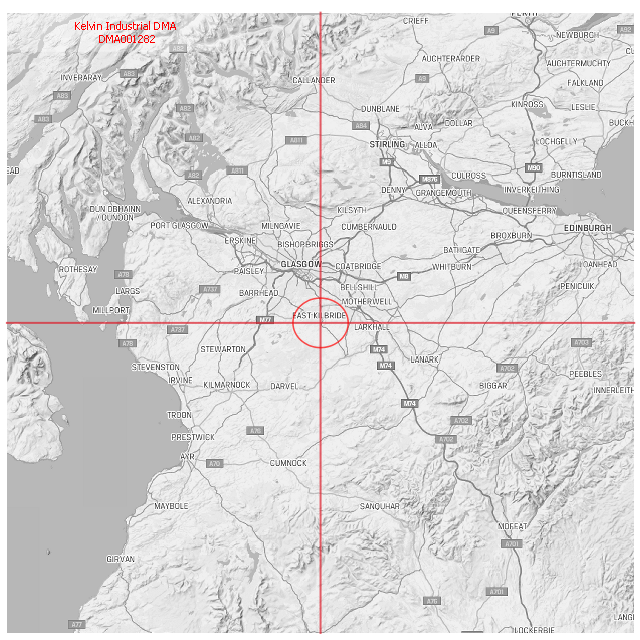 Kelvin Industrial DMA
DMA001282
CRIEFF
A9
NEWBURGH
A92
A83
AUCHTERARDER
AUCHTERMUCHTY
INVERARAY
A83
CALLANDER
A9
FALKLAND
A83
A82
DUNBLANE
KINROSS
LESLIE
A83
A84
ALVA
DOLLAR
A82
A811
STIRLING
ALLOA
LOCHGELLY
M9
A82
A811
M876
CULROSS
M90
BURNTISLAND
DENNY
GRANGEMOUTH
INVERKEITHING
ALEXANDRIA
DUN OBHAINN
/ DUNOON
KILSYTH
QUEENSFERRY
PORT GLASGOW
MILNGAVIE
CUMBERNAULD
EDINBURGH
ERSKINE
BISHOPBRIGGS
BATHGATE
BROXBURN
ROTHESAY
A78
PAISLEY
GLASGOW
COATBRIDGE
M8
WHITBURN
LOANHEAD
LARGS
A737
BARRHEAD
BELLSHILL
PENICUIK
MOTHERWELL
MILLPORT
M77
EAST KILBRIDE
LARKHALL
A78
A737
STEWARTON
M74
A703
STEVENSTON
M74
LANARK
A702
PEEBLES
IRVINE
KILMARNOCK
DARVEL
BIGGAR
INNERLEITH
TROON
M74
A702
PRESTWICK
A76
A702
AYR
A70
CUMNOCK
MAYBOLE
SANQUHAR
MOFFAT
A701
GIRVAN
A76
A701
A77
LOCKERBIE